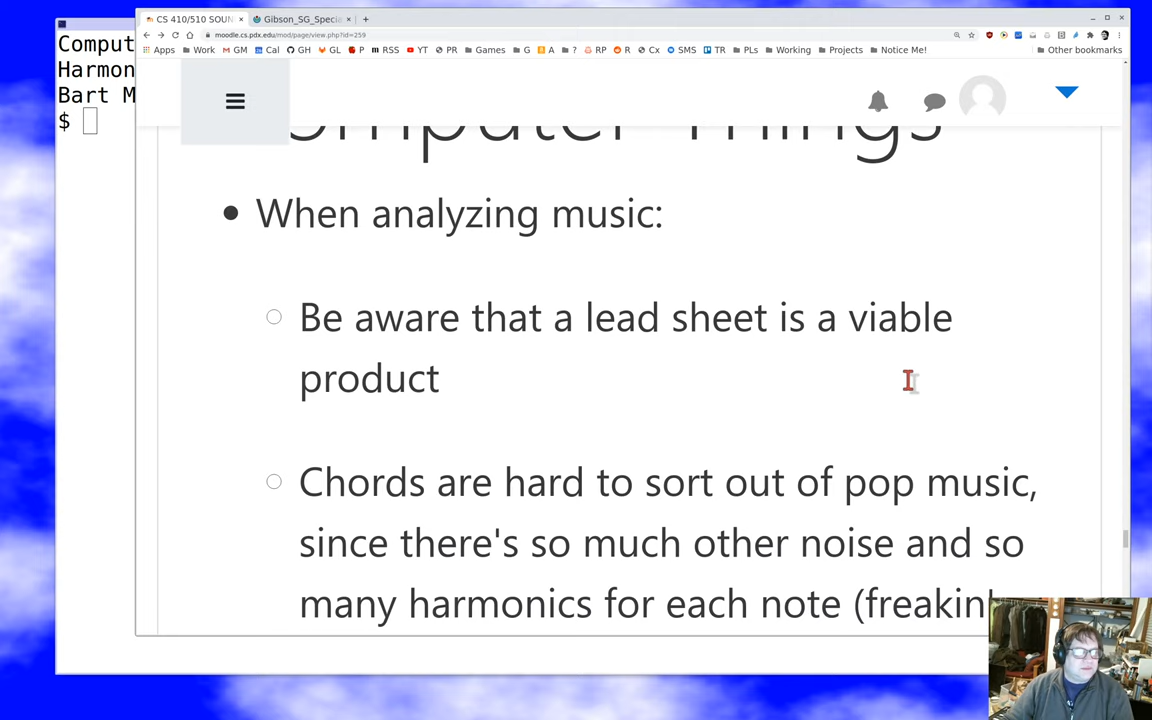 CS 410/510 SOUN
Gibson_SG_Specia
moodle.cs.pdx.edu/mod/page/view.php?id=259
Apps Work GM Cal GH GL P RSS YT PR Games G A ? RP R Cx SMS TR PLs Working Projects Notice Me! Other bookmarks
Comput
Harmon
Bart M
$
omputer Things
When analyzing music:
Be aware that a lead sheet is a viable
product
Chords are hard to sort out of pop music,
since there's so much other noise and so
many harmonics for each note (freakin'